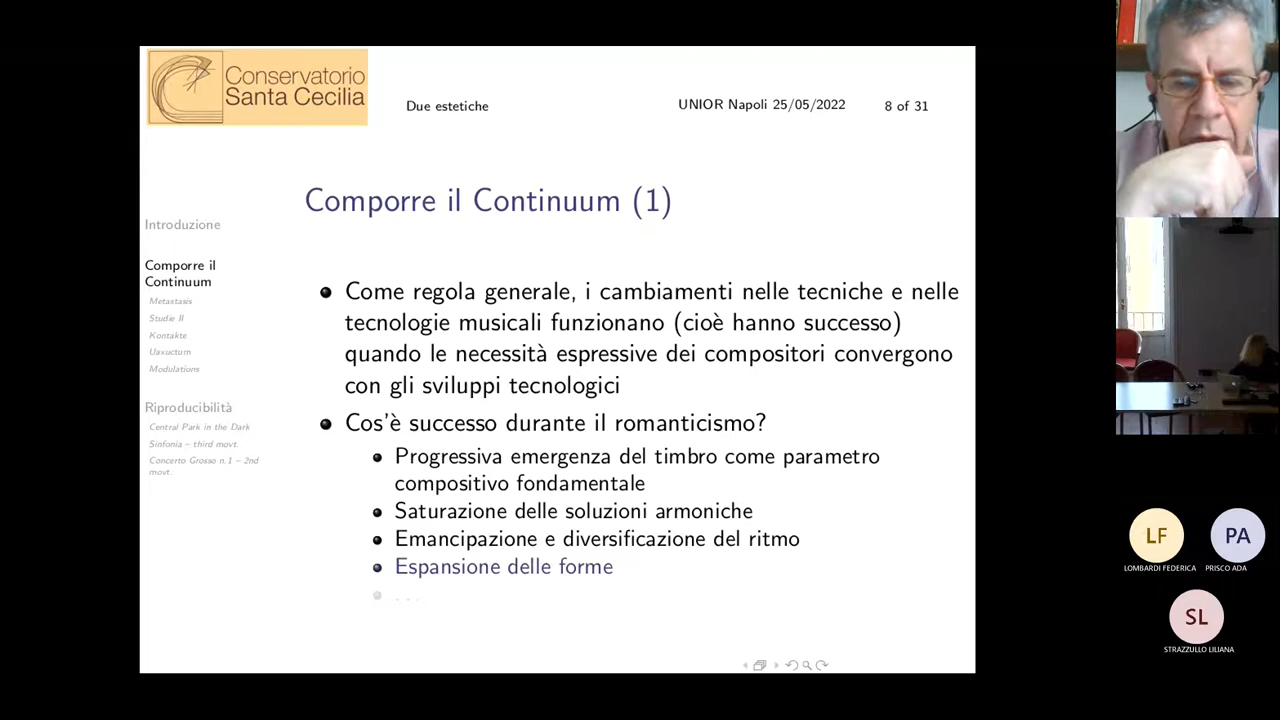 Conservatorio
Santa Cecilia
Due estetiche
UNIOR Napoli 25/05/2022
8 of 31
Comporre il Continuum (1)
Introduzione
Comporre il
Continuum
Metastasis
Studie II
Kontakte
Uaxuctum
Modulations
Riproducibilità
Central Park in the Dark
Sinfonia – third movt.
Concerto Grosso n.1 – 2nd
movt.
Come regola generale, i cambiamenti nelle tecniche e nelle
tecnologie musicali funzionano (cioè hanno successo)
quando le necessità espressive dei compositori convergono
con gli sviluppi tecnologici
Cos'è successo durante il romanticismo?
Progressiva emergenza del timbro come parametro
compositivo fondamentale
Saturazione delle soluzioni armoniche
Emancipazione e diversificazione del ritmo
Espansione delle forme
. . .
LF
PA
LOMBARDI FEDERICA
PRISCO ADA
SL
STRAZZULLO LILIANA